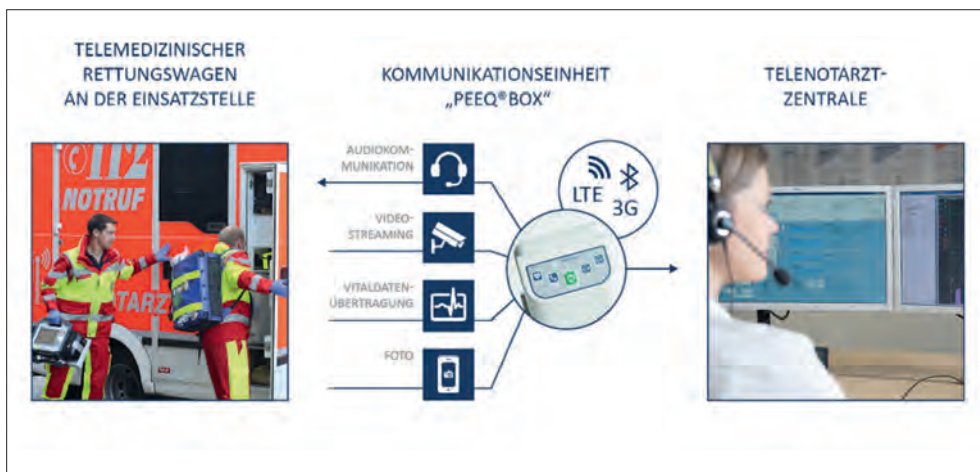 TELEMEDIZINISCHER
RETTUNGSWAGEN
AN DER EINSATZSTELLE
KOMMUNIKATIONSEINHEIT
„PEEQ®BOX“
TELENOTARZT-
ZENTRALE
AUDIOKOM-
MUNIKATION
VIDEO-
STREAMING
VITALDATEN-
ÜBERTRAGUNG
FOTO
LTE
3G
112
NOTRUF